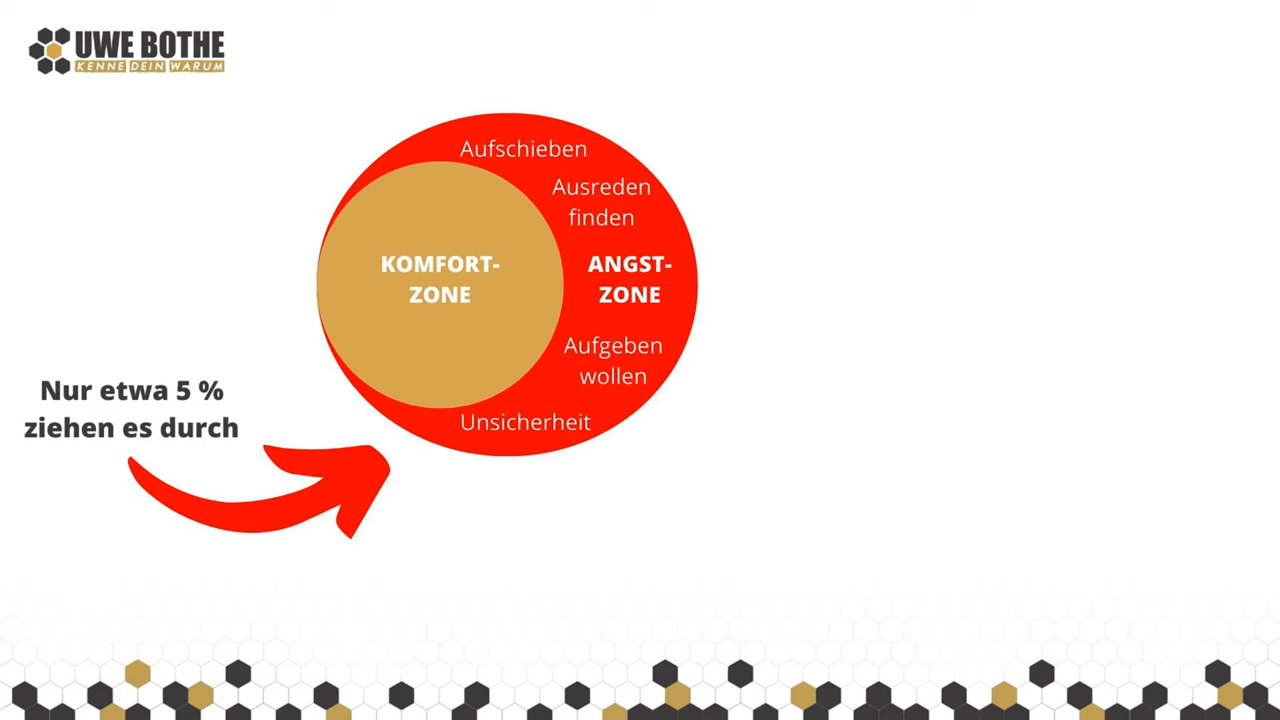 UWE BOTHE
KENNE DEIN WARUM
Aufschieben
Ausreden
finden
KOMFORT-
ZONE
ANGST-
ZONE
Aufgeben
wollen
Unsicherheit
Nur etwa 5 %
ziehen es durch